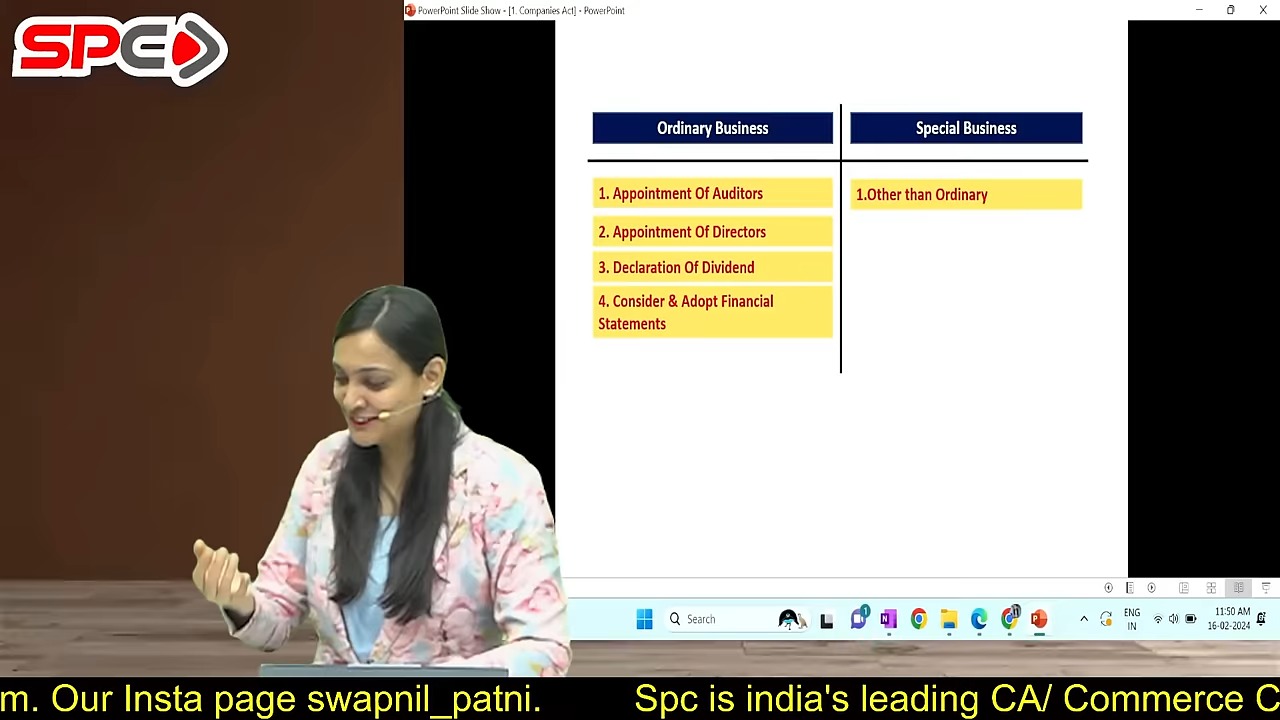 SPC
PowerPoint Slide Show - [1. Companies Act] - PowerPoint
Ordinary Business
Special Business
1. Appointment Of Auditors
1.Other than Ordinary
2. Appointment Of Directors
3. Declaration Of Dividend
4. Consider & Adopt Financial
Statements
Search
1
ENG
IN
11:50 AM
16-02-2024
m. Our Insta page swapnil_patni. Spc is india's leading CA/ Commerce C